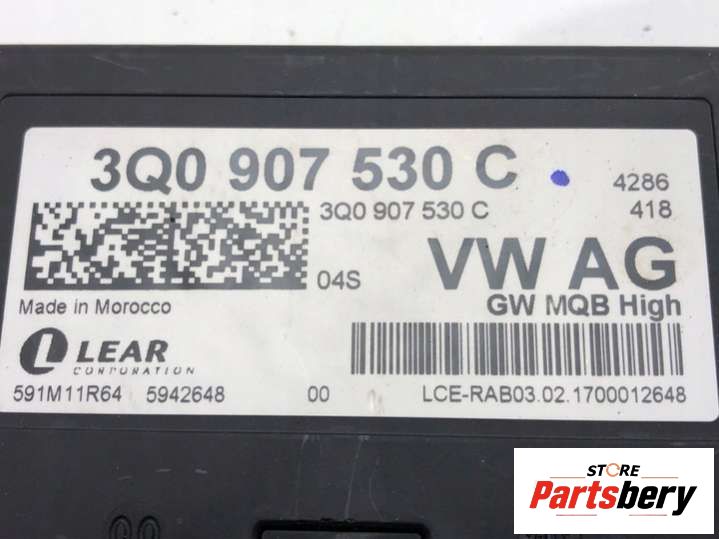 3Q0 907 530 C
4286
3Q0 907 530 C
418
04S
VW AG
GW MQB High
Made in Morocco
LEAR
CORPORATION
591M11R64 5942648 00 LCE-RAB03.02.1700012648
STORE
Partsbery